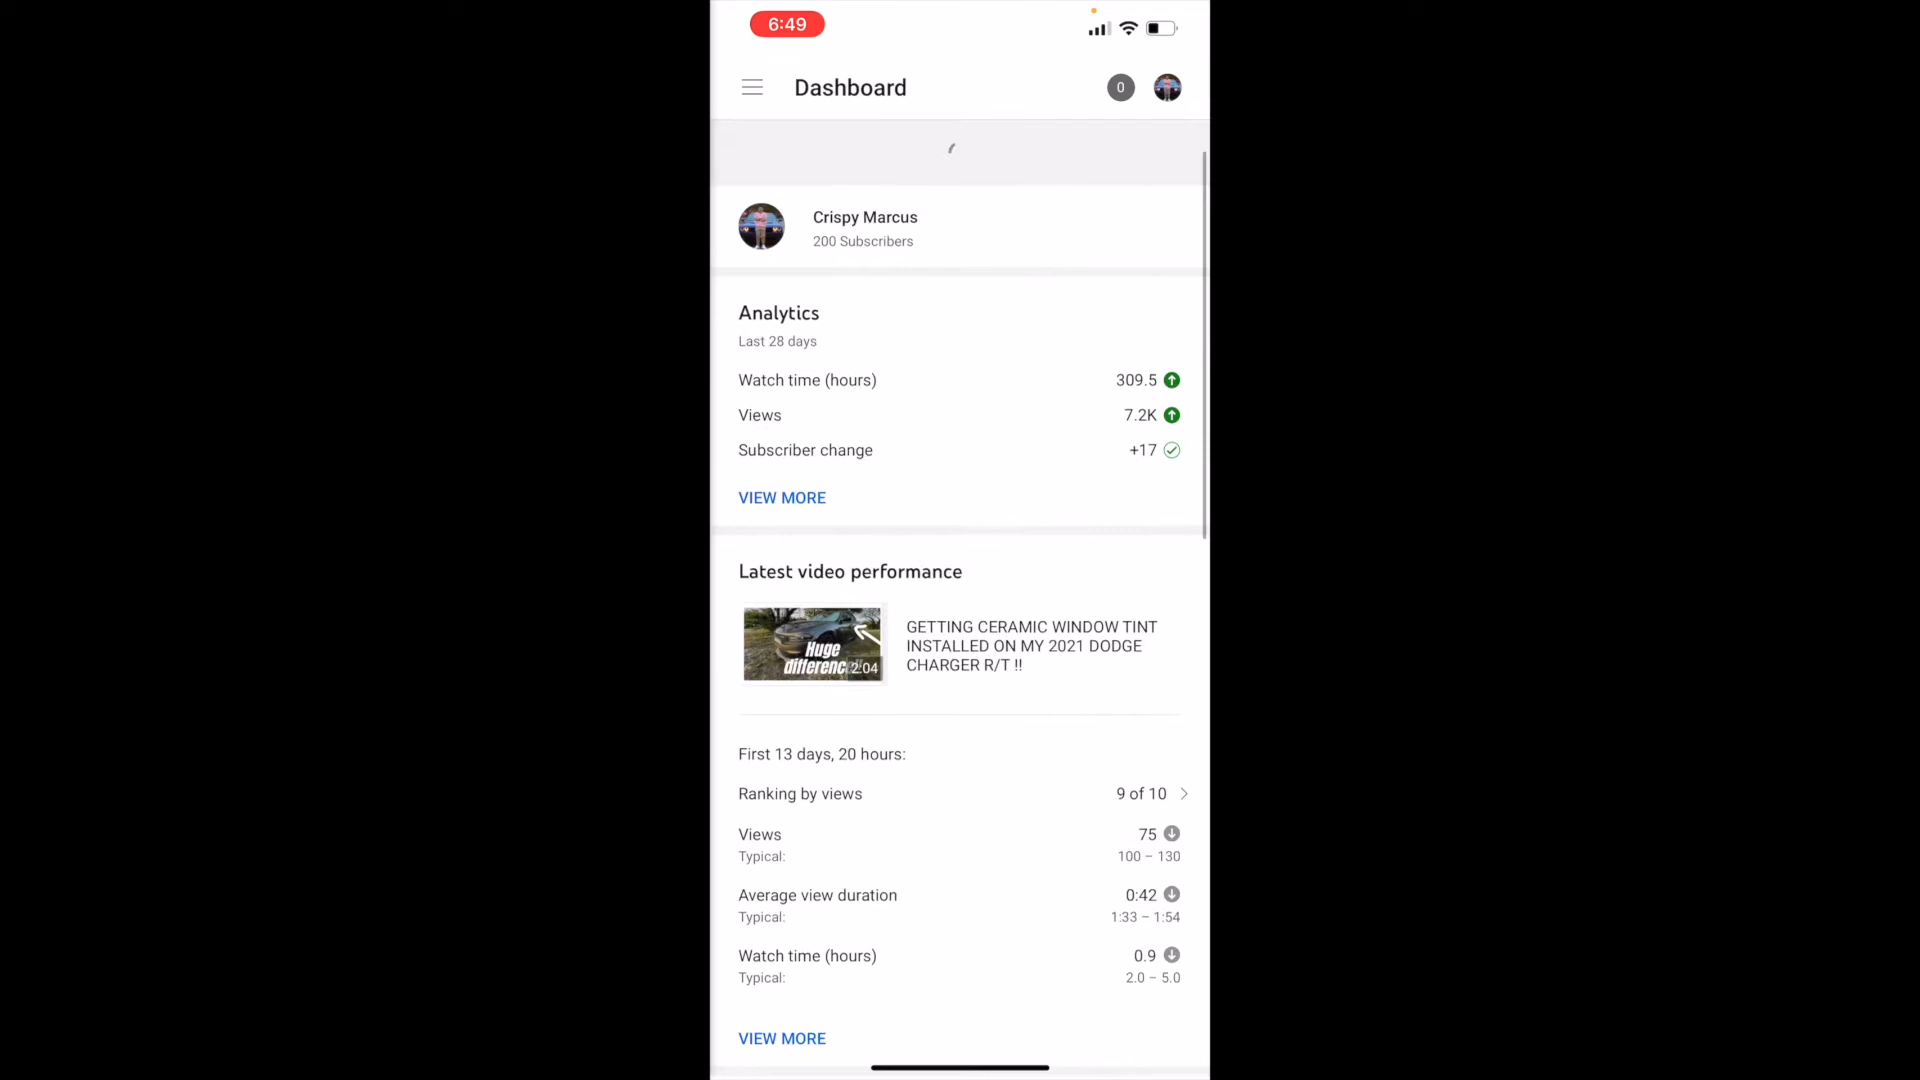 6:49
Dashboard
0
Crispy Marcus
200 Subscribers
Analytics
Last 28 days
Watch time (hours) 309.5
Views 7.2K
Subscriber change +17
VIEW MORE
Latest video performance
Huge
differenc 2:04
GETTING CERAMIC WINDOW TINT
INSTALLED ON MY 2021 DODGE
CHARGER R/T !!
First 13 days, 20 hours:
Ranking by views 9 of 10
Views 75
Typical: 100 – 130
Average view duration 0:42
Typical: 1:33 – 1:54
Watch time (hours) 0.9
Typical: 2.0 – 5.0
VIEW MORE